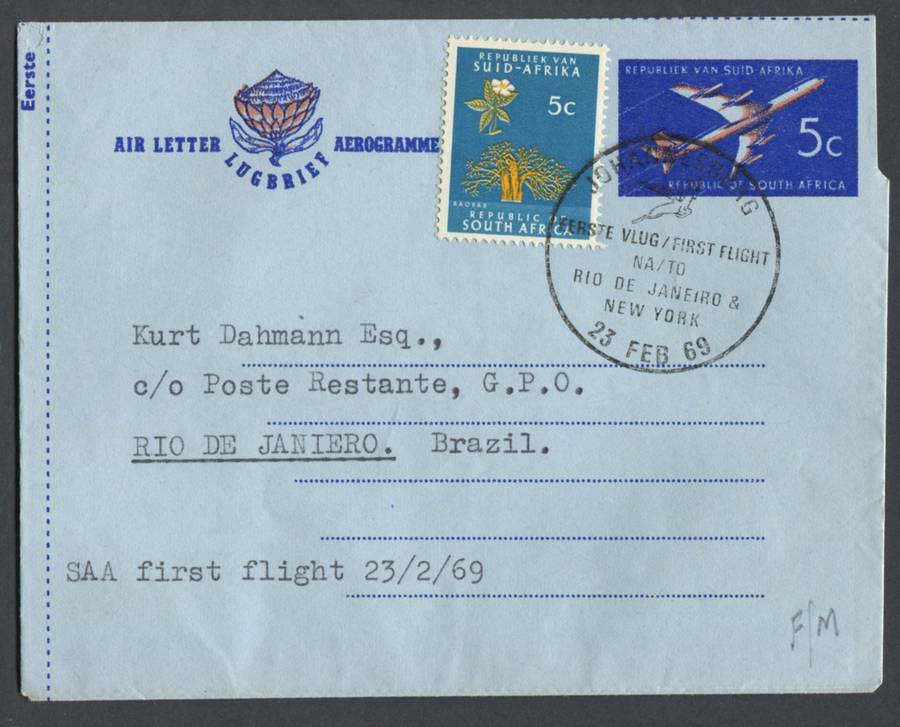 Eerste
AIR LETTER
LUGBRIEF
AEROGRAMME
REPUBLIEK VAN
SUID-AFRIKA
5c
BAOBAB
REPUBLIC OF
SOUTH AFRICA
REPUBLIEK VAN SUID-AFRIKA
5c
REPUBLIC OF SOUTH AFRICA
JOHANNESBURG
EERSTE VLUG/FIRST FLIGHT
NA/TO
RIO DE JANEIRO &
NEW YORK
23 FEB 69
Kurt Dahmann Esq.,
c/o Poste Restante, G.P.O.
RIO DE JANIERO. Brazil.
SAA first flight 23/2/69
F/M